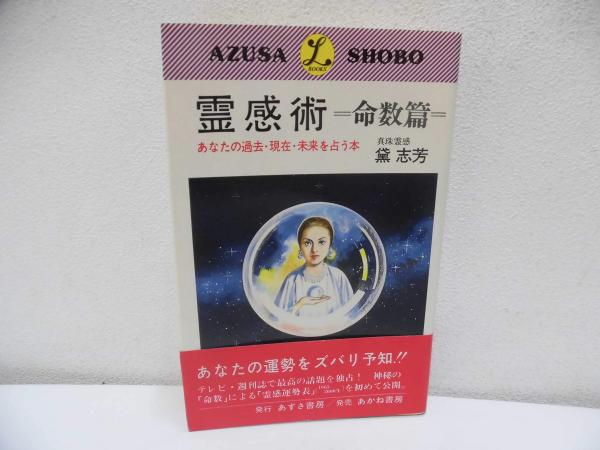 AZUSA L SHOBO
BOOKS
霊感術=命数篇=
あなたの過去・現在・未来を占う本
真珠霊感
黛 志芳
あなたの運勢をズバリ予知.!!
テレビ・週刊誌で最高の話題を独占! 神秘の
「命数」による「霊感運勢表」を初めて公開。
発行 あずさ書房/発売 あかね書房